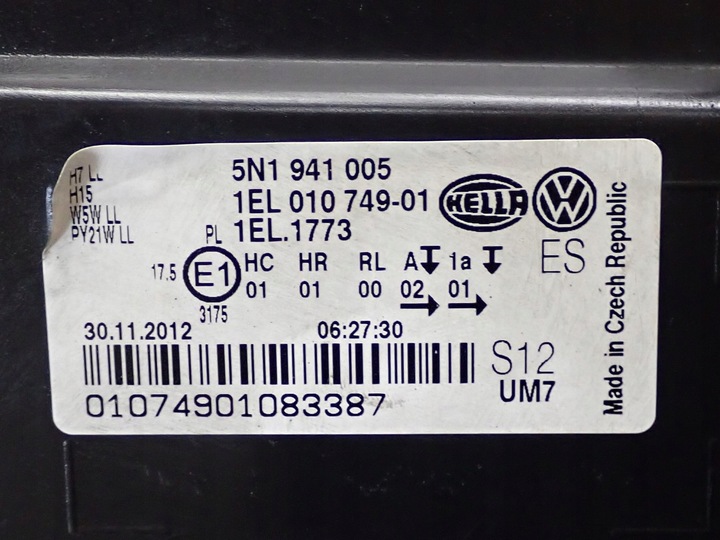 H7 LL
H15
W5W LL
PY21W LL
5N1 941 005
1EL 010 749-01
1EL.1773
HELLA
VW
PL
17.5
E1
3175
HC HR RL A 1a
01 01 00 02 01
ES
30.11.2012 06:27:30
01074901083387
S12
UM7
Made in Czech Republic